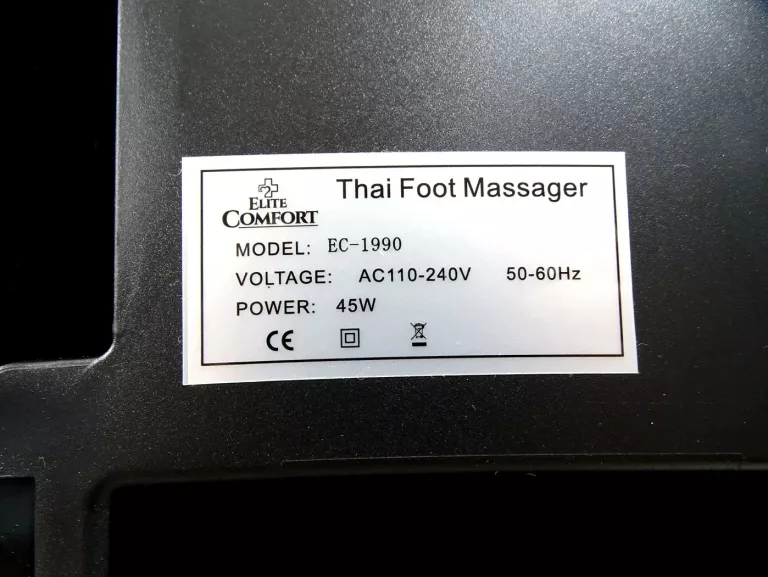 Thai Foot Massager
ELITE
COMFORT
MODEL: EC-1990
VOLTAGE: AC110-240V 50-60Hz
POWER: 45W
CE